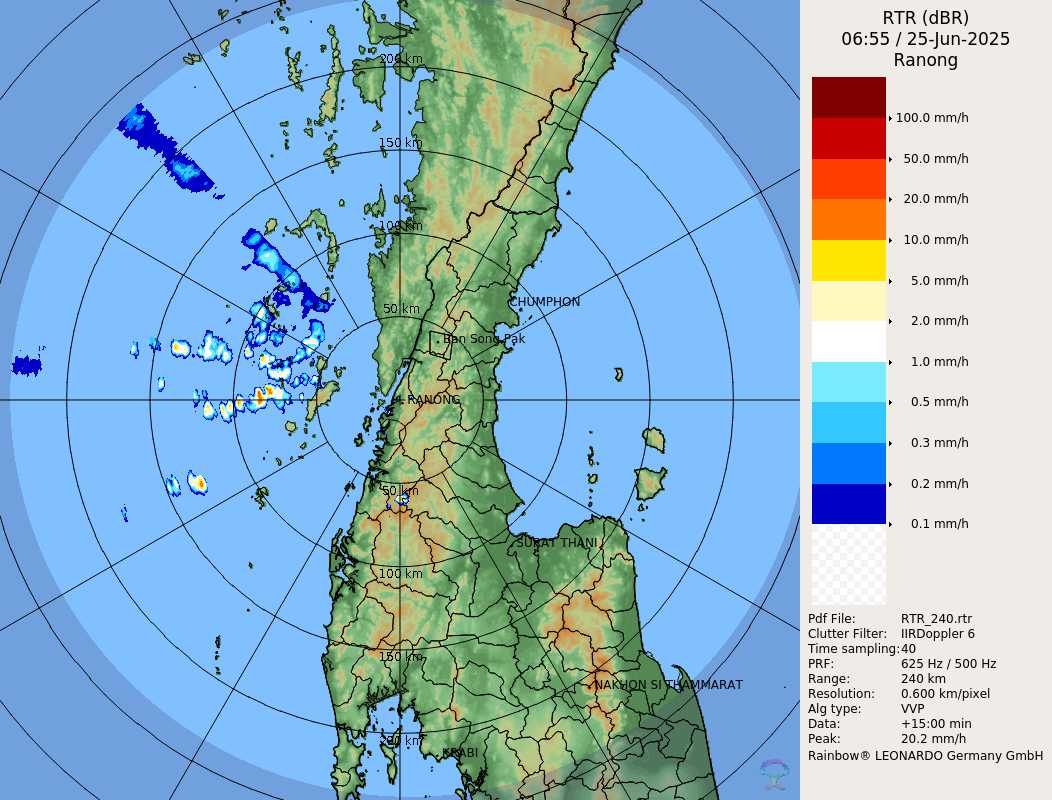 RTR (dBR)
06:55 / 25-Jun-2025
Ranong
100.0 mm/h
50.0 mm/h
20.0 mm/h
10.0 mm/h
5.0 mm/h
2.0 mm/h
1.0 mm/h
0.5 mm/h
0.3 mm/h
0.2 mm/h
0.1 mm/h
Pdf File: RTR_240.rtr
Clutter Filter: IIRDoppler 6
Time sampling:40
PRF: 625 Hz / 500 Hz
Range: 240 km
Resolution: 0.600 km/pixel
Alg type: VVP
Data: +15:00 min
Peak: 20.2 mm/h
Rainbow® LEONARDO Germany GmbH
200 km
150 km
100 km
50 km
CHUMPHON
Ban Song Pak
RANONG
50 km
SURAT THANI
100 km
150 km
NAKHON SI THAMMARAT
200 km
KRABI